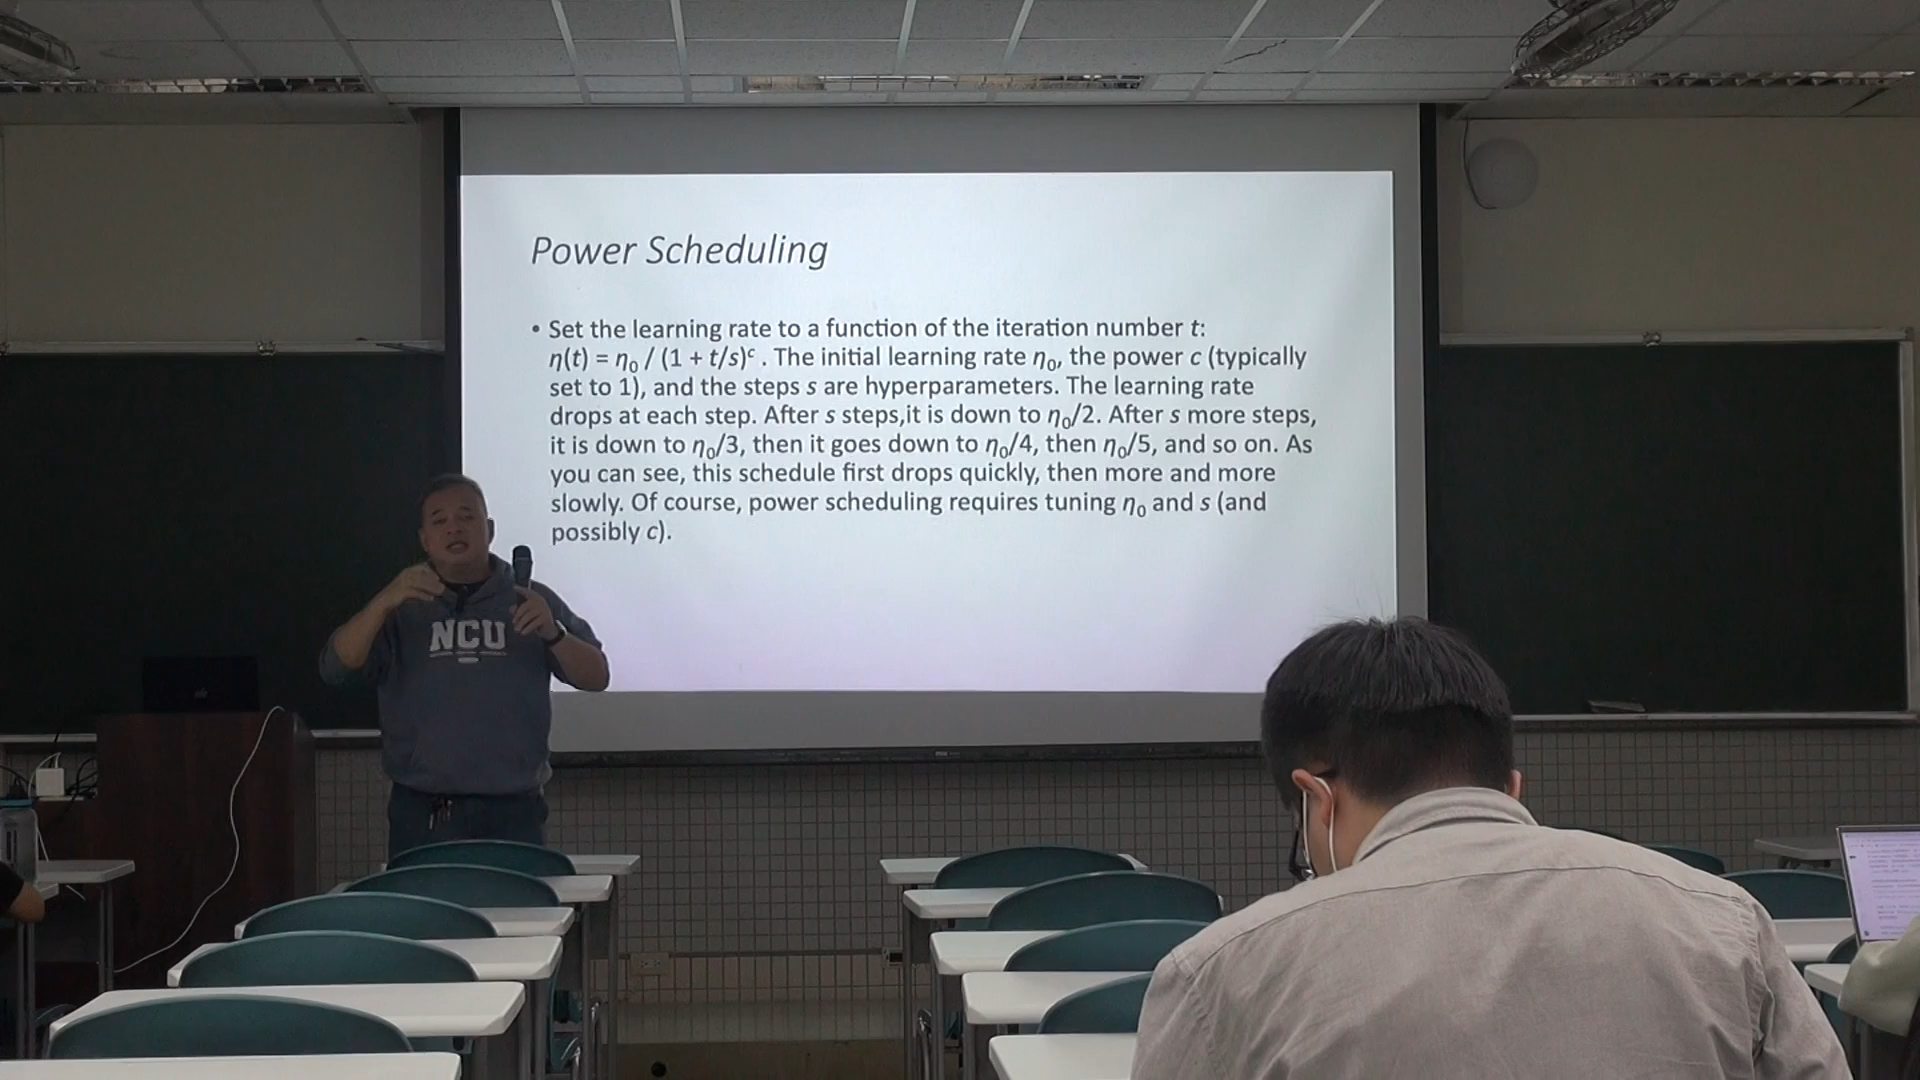 Power Scheduling
• Set the learning rate to a function of the iteration number t:
η(t) = η₀ / (1 + t/s)ᶜ . The initial learning rate η₀, the power c (typically
set to 1), and the steps s are hyperparameters. The learning rate
drops at each step. After s steps,it is down to η₀/2. After s more steps,
it is down to η₀/3, then it goes down to η₀/4, then η₀/5, and so on. As
you can see, this schedule first drops quickly, then more and more
slowly. Of course, power scheduling requires tuning η₀ and s (and
possibly c).
NCU